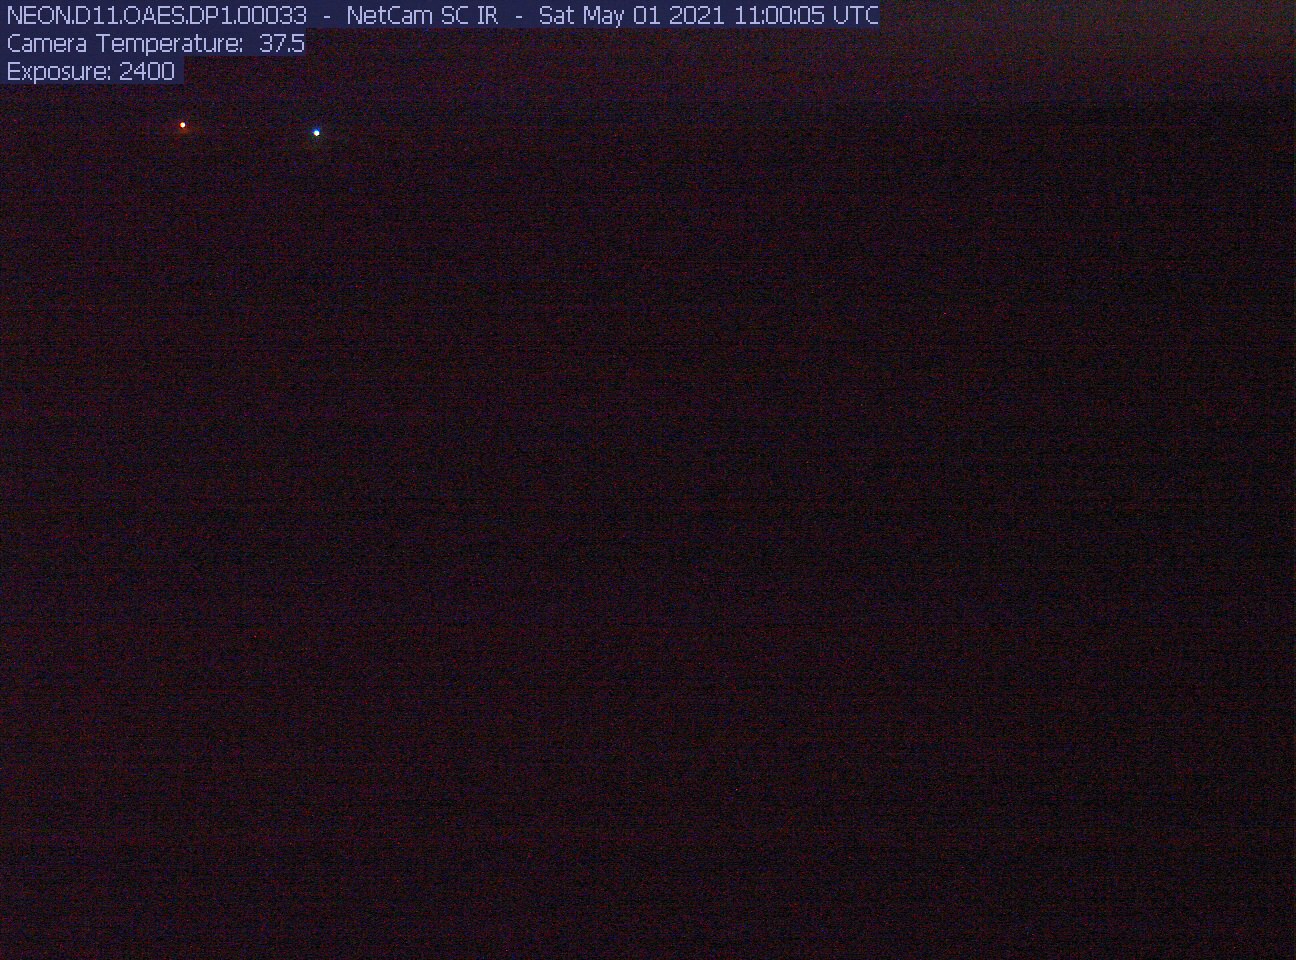 NEON.D11.OAES.DP1.00033 - NetCam SC IR - Sat May 01 2021 11:00:05 UTC
Camera Temperature: 37.5
Exposure: 2400